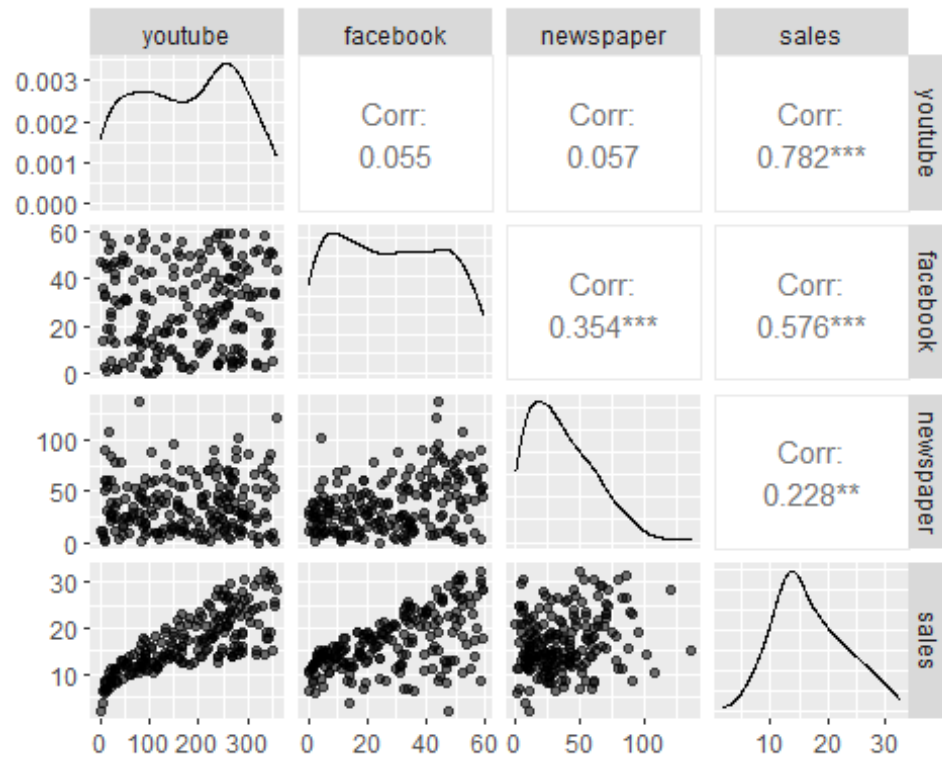 youtube facebook newspaper sales
0.003
0.002
0.001
0.000
Corr:
0.055
Corr:
0.057
Corr:
0.782***
youtube
60
40
20
0
Corr:
0.354***
Corr:
0.576***
facebook
100
50
0
Corr:
0.228**
newspaper
30
20
10
sales
0 100 200 300 0 20 40 60 0 50 100 10 20 30